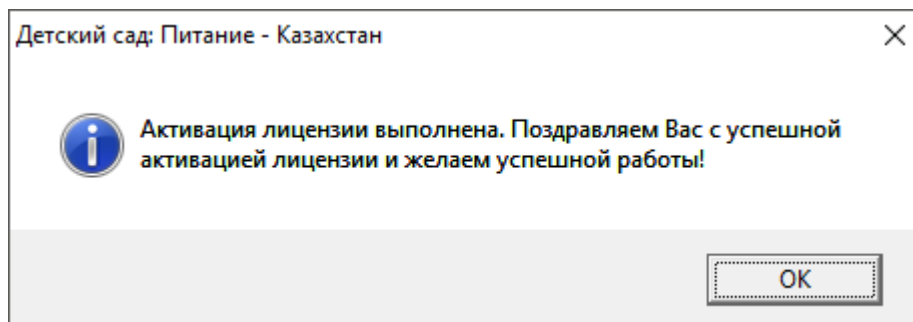 Детский сад: Питание - Казахстан
Активация лицензии выполнена. Поздравляем Вас с успешной
активацией лицензии и желаем успешной работы!
OK